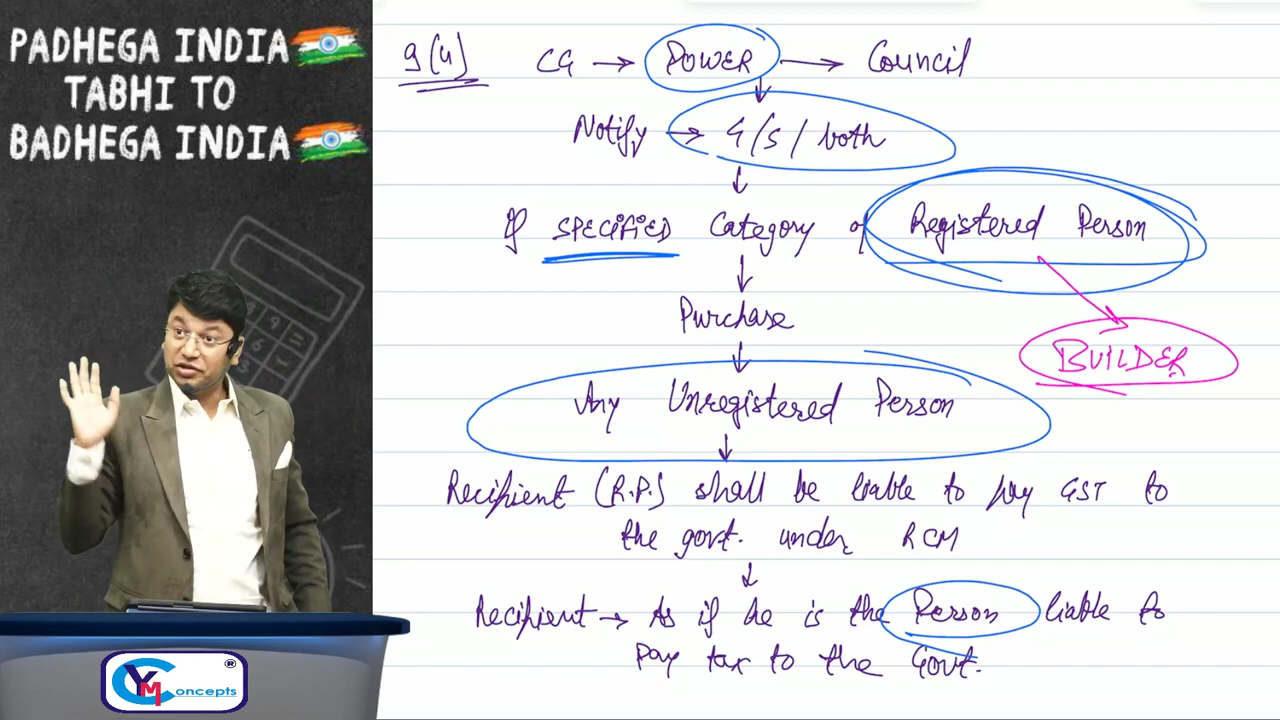 PADHEGA INDIA
TABHI TO
BADHEGA INDIA
9(4) CG → POWER → Council
Notify → G/S/both
If SPECIFIED Category of Registered Person
Purchase
BUILDER
Any Unregistered Person
Recipient (R.P.) shall be liable to pay GST to
the govt. under RCM
Recipient → As if he is the Person liable to
Pay tax to the Govt.
YM Concepts ®